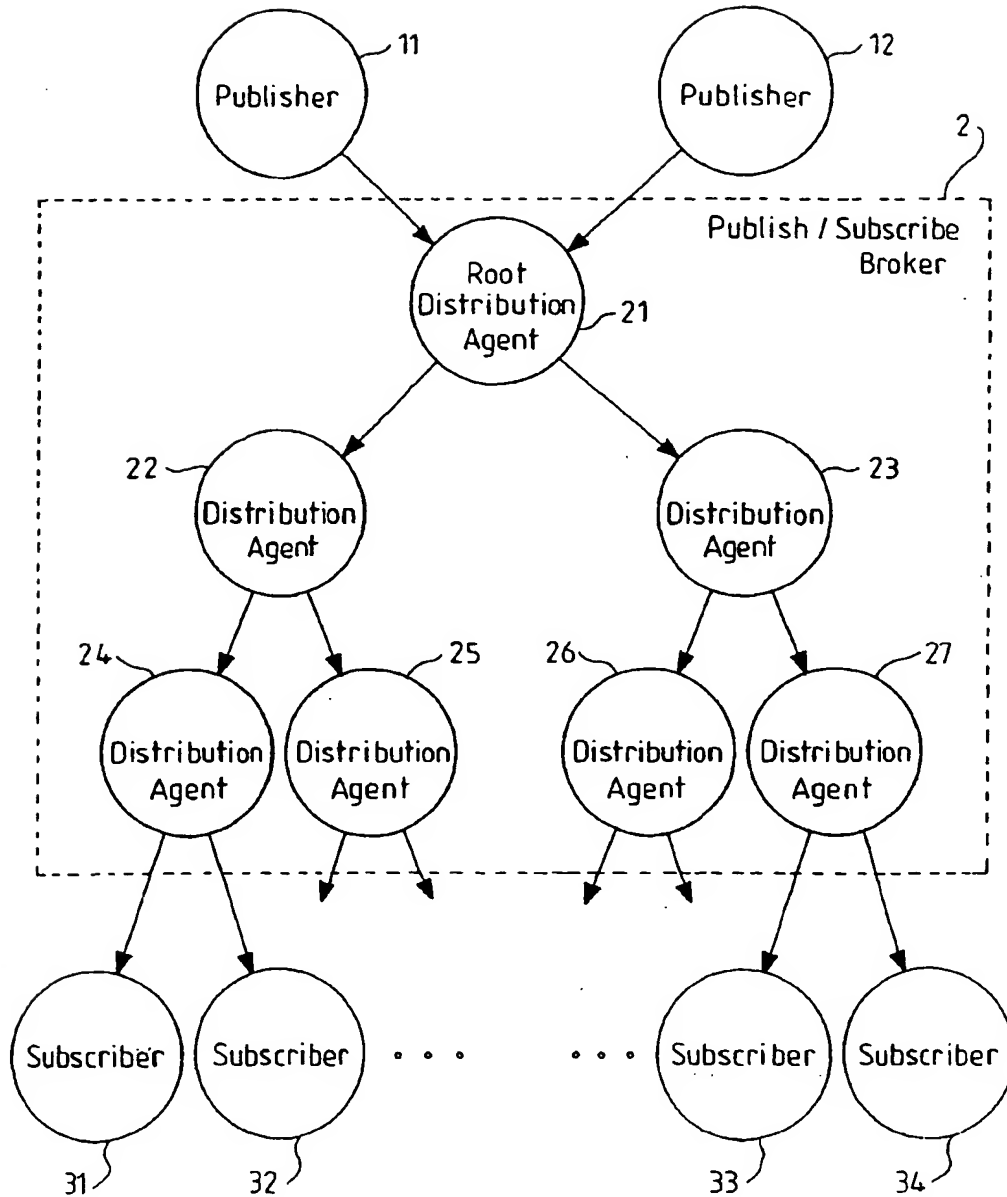 11
12
Publisher
Publisher
2
Publish / Subscribe
Broker
Root
Distribution
Agent
21
22
23
Distribution
Agent
Distribution
Agent
24
25
26
27
Distribution
Agent
Distribution
Agent
Distribution
Agent
Distribution
Agent
Subscriber
Subscriber
Subscriber
Subscriber
31
32
33
34